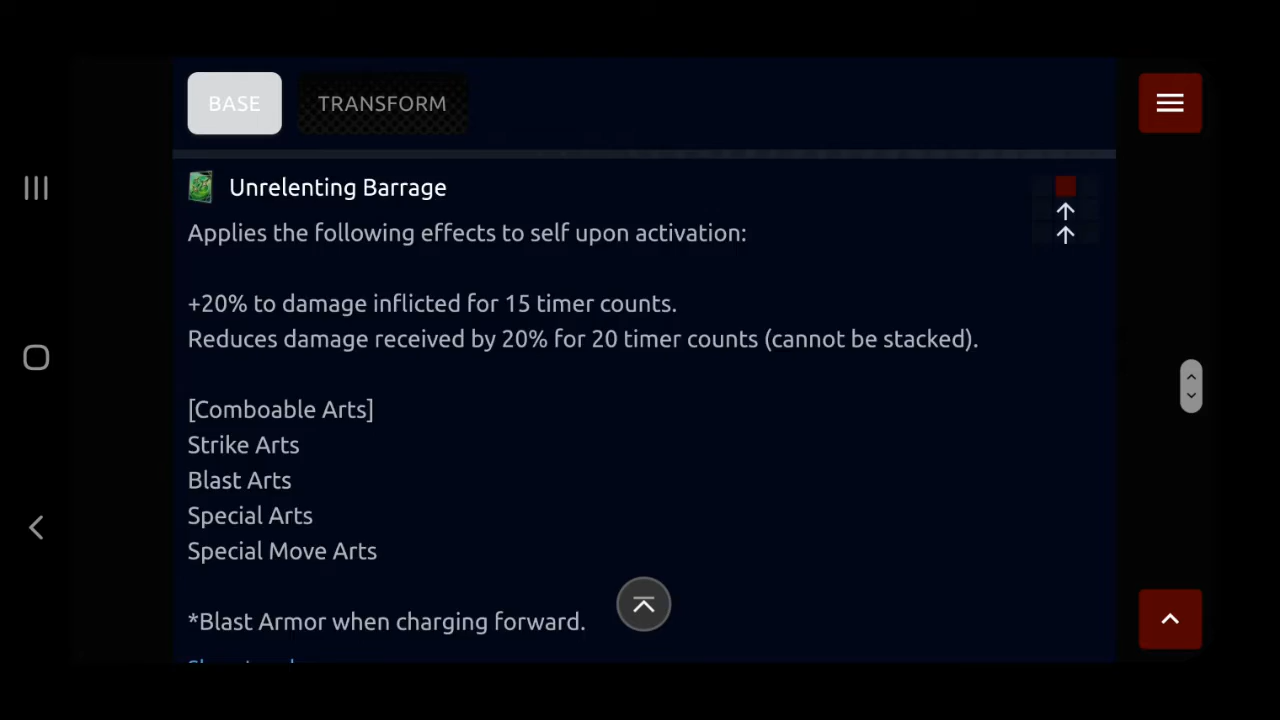 BASE
TRANSFORM
Unrelenting Barrage
Applies the following effects to self upon activation:
+20% to damage inflicted for 15 timer counts.
Reduces damage received by 20% for 20 timer counts (cannot be stacked).
[Comboable Arts]
Strike Arts
Blast Arts
Special Arts
Special Move Arts
*Blast Armor when charging forward.